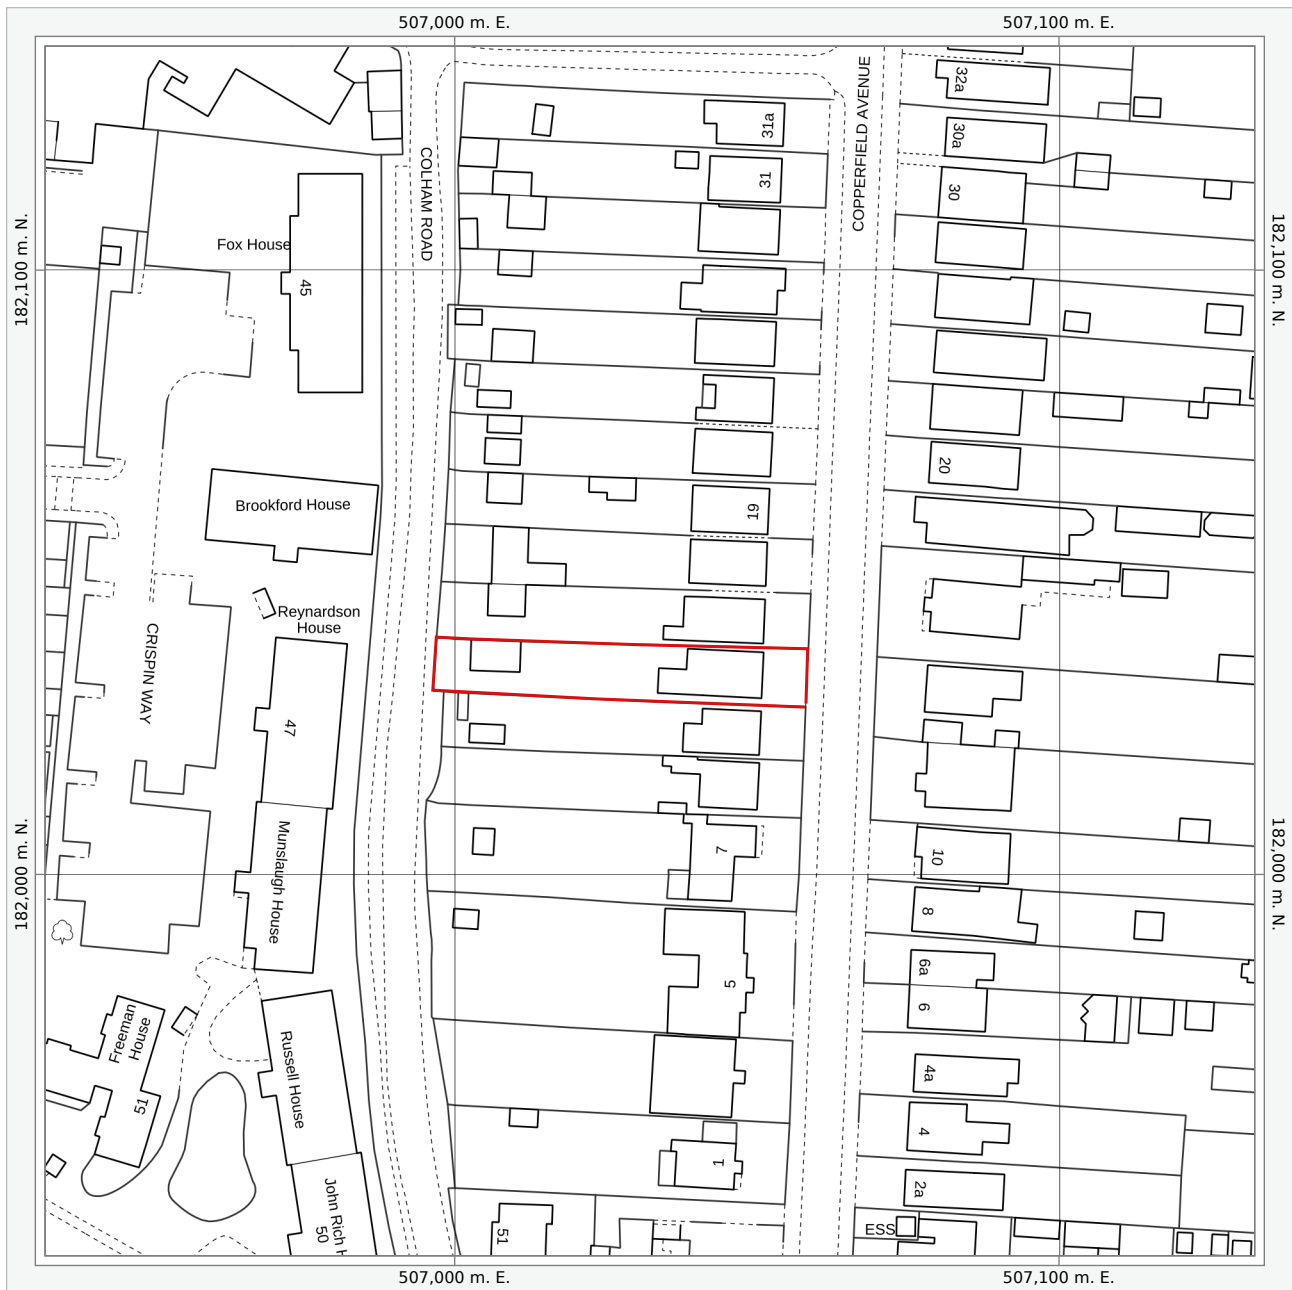 507,000 m. E.
507,100 m. E.
182,100 m. N.
182,100 m. N.
182,000 m. N.
182,000 m. N.
507,000 m. E.
507,100 m. E.
COLHAM ROAD
COPPERFIELD AVENUE
CRISPIN WAY
Fox House
45
Brookford House
Reynardson
House
47
Munslaugh House
Freeman
House
51
Russell House
John Rich H
50
31a
31
19
7
5
1
51
32a
30a
30
20
10
8
6a
6
4a
4
2a
ESS